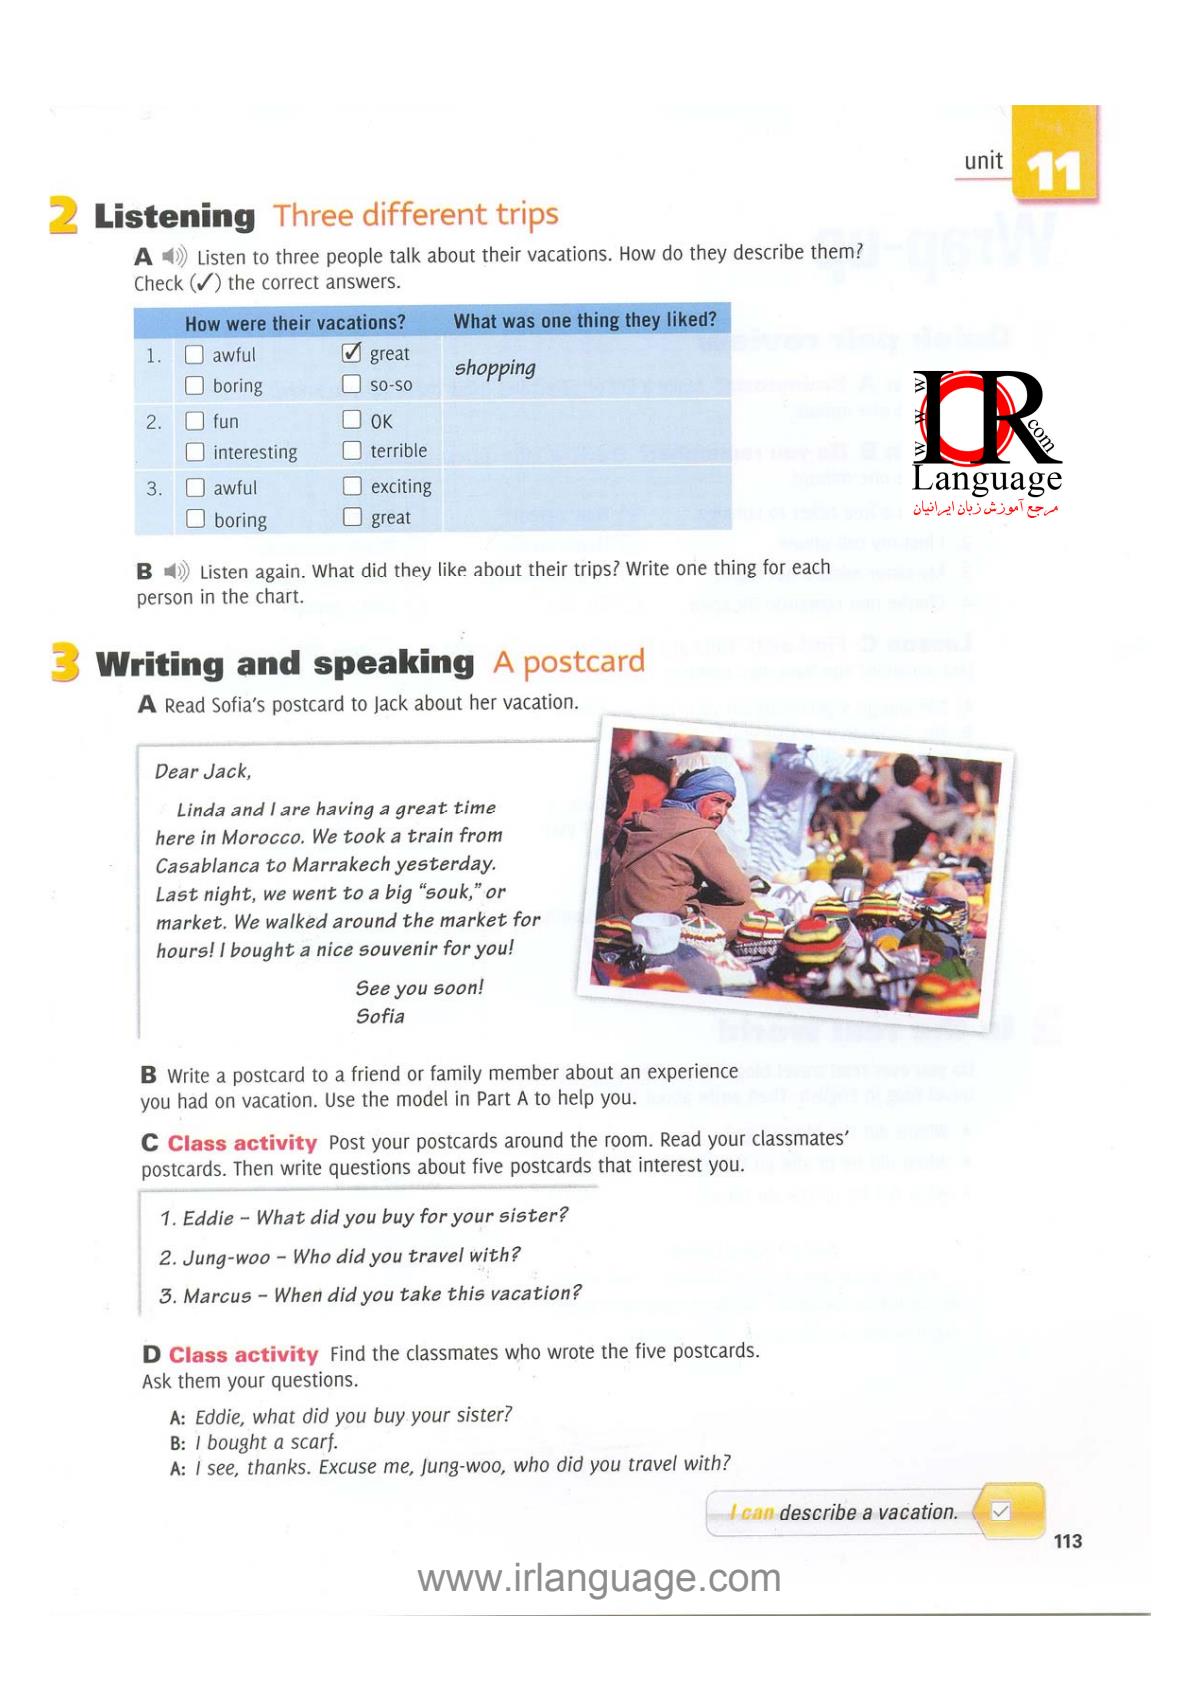 unit 11
2 Listening Three different trips
A Listen to three people talk about their vacations. How do they describe them?
Check (✓) the correct answers.
How were their vacations? What was one thing they liked?
1. awful ✓ great
boring so-so
shopping
2. fun OK
interesting terrible
3. awful exciting
boring great
www.IRLanguage.com
مرجع آموزش زبان ایرانیان
B Listen again. What did they like about their trips? Write one thing for each
person in the chart.
3 Writing and speaking A postcard
A Read Sofia's postcard to Jack about her vacation.
Dear Jack,
Linda and I are having a great time
here in Morocco. We took a train from
Casablanca to Marrakech yesterday.
Last night, we went to a big "souk," or
market. We walked around the market for
hours! I bought a nice souvenir for you!
See you soon!
Sofia
B Write a postcard to a friend or family member about an experience
you had on vacation. Use the model in Part A to help you.
C Class activity Post your postcards around the room. Read your classmates'
postcards. Then write questions about five postcards that interest you.
1. Eddie – What did you buy for your sister?
2. Jung-woo – Who did you travel with?
3. Marcus – When did you take this vacation?
D Class activity Find the classmates who wrote the five postcards.
Ask them your questions.
A: Eddie, what did you buy your sister?
B: I bought a scarf.
A: I see, thanks. Excuse me, Jung-woo, who did you travel with?
I can describe a vacation.
113
www.irlanguage.com